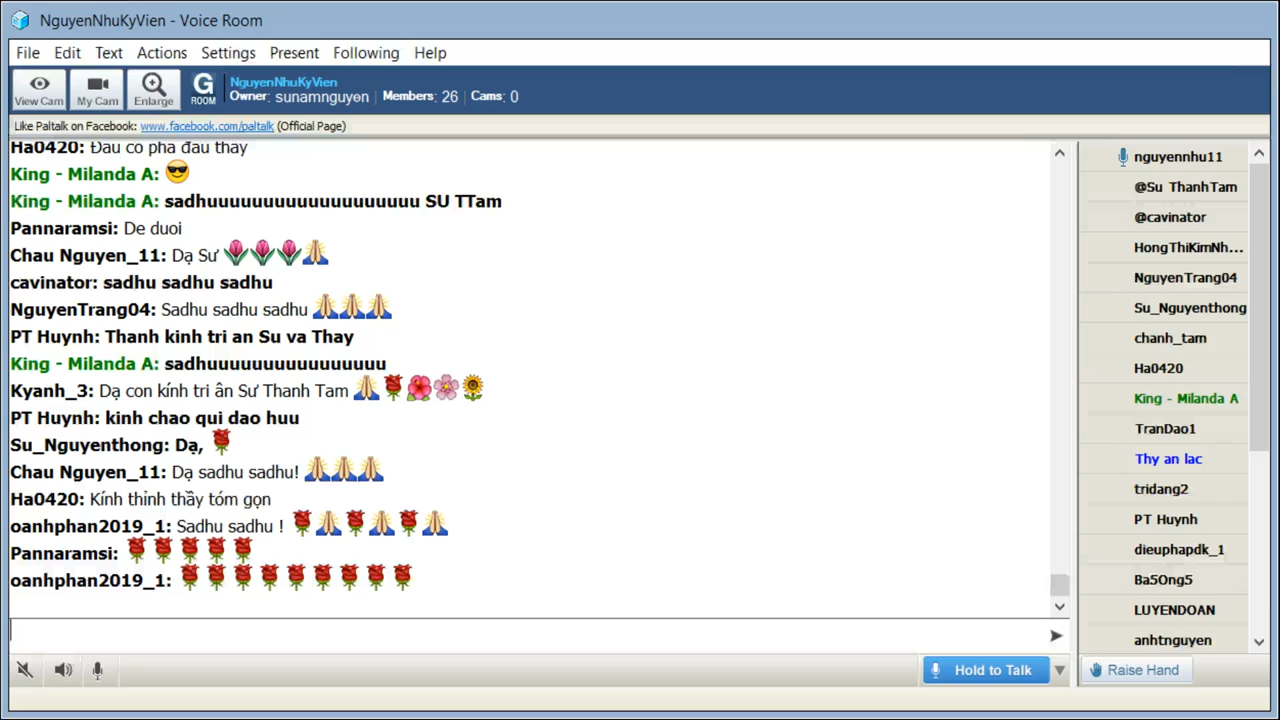 NguyenNhuKyVien - Voice Room
File Edit Text Actions Settings Present Following Help
View Cam
My Cam
Enlarge
G ROOM
NguyenNhuKyVien
Owner: sunamnguyen | Members: 26 | Cams: 0
Like Paltalk on Facebook: www.facebook.com/paltalk (Official Page)
Ha0420: Đâu có phá đâu thầy
King - Milanda A: 😎
King - Milanda A: sadhuuuuuuuuuuuuuuuuuuu SU TTam
Pannaramsi: De duoi
Chau Nguyen_11: Dạ Sư 🌷🌷🌷🙏
cavinator: sadhu sadhu sadhu
NguyenTrang04: Sadhu sadhu sadhu 🙏🙏🙏
PT Huynh: Thanh kinh tri an Su va Thay
King - Milanda A: sadhuuuuuuuuuuuuuuuu
Kyanh_3: Dạ con kính tri ân Sư Thanh Tam 🙏🌹🌺🌸🌻
PT Huynh: kinh chao qui dao huu
Su_Nguyenthong: Dạ, 🌹
Chau Nguyen_11: Dạ sadhu sadhu! 🙏🙏🙏
Ha0420: Kính thỉnh thầy tóm gọn
oanhphan2019_1: Sadhu sadhu ! 🌹🙏🌹🙏🌹🙏
Pannaramsi: 🌹🌹🌹🌹🌹
oanhphan2019_1: 🌹🌹🌹🌹🌹🌹🌹🌹🌹
nguyennhu11
@Su ThanhTam
@cavinator
HongThiKimNh...
NguyenTrang04
Su_Nguyenthong
chanh_tam
Ha0420
King - Milanda A
TranDao1
Thy an lac
tridang2
PT Huynh
dieuphapdk_1
Ba5Ong5
LUYENDOAN
anhtnguyen
Hold to Talk
Raise Hand